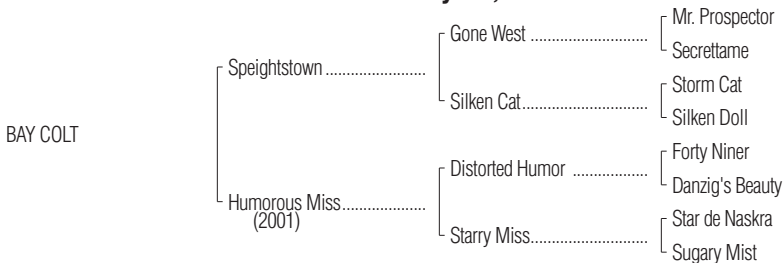 Mr. Prospector
Gone West ..............................
Secrettame
Speightstown .........................
Storm Cat
Silken Cat................................
Silken Doll
BAY COLT
Forty Niner
Distorted Humor ...................
Danzig's Beauty
Humorous Miss.....................
(2001)
Star de Naskra
Starry Miss..............................
Sugary Mist